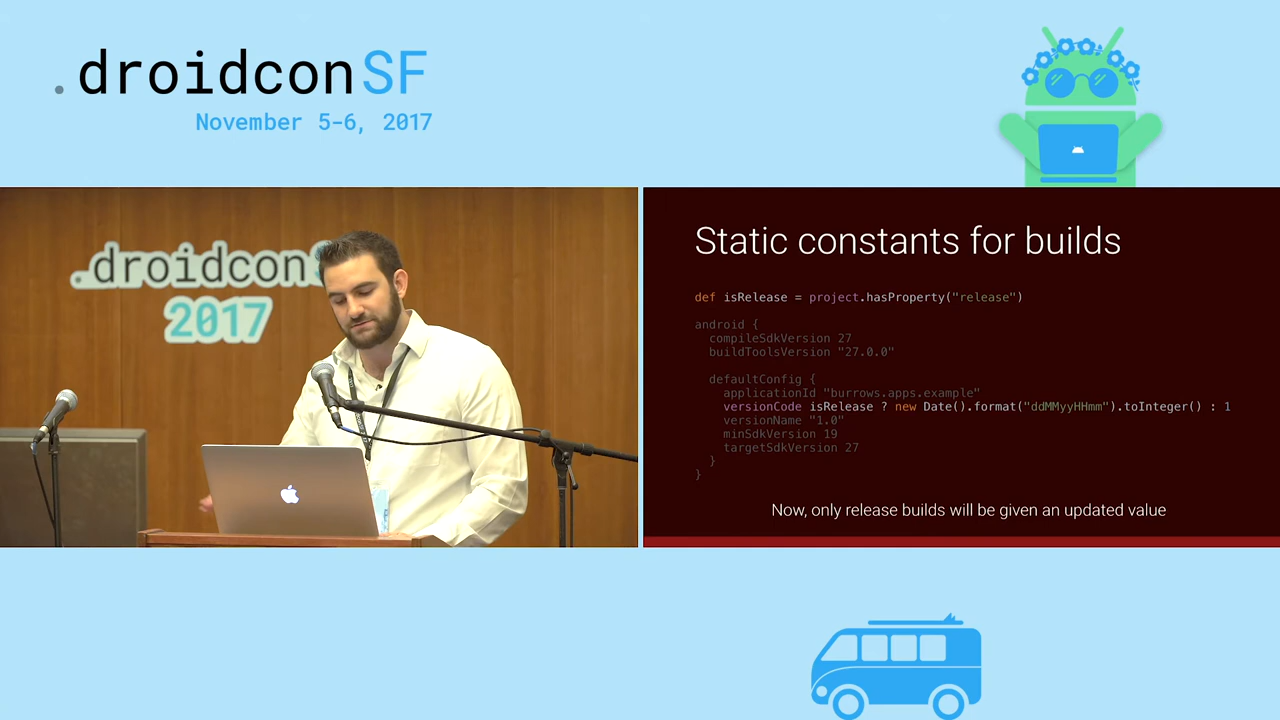 .droidconSF
November 5-6, 2017
.droidconS
2017
Static constants for builds
def isRelease = project.hasProperty("release")
android {
compileSdkVersion 27
buildToolsVersion "27.0.0"
defaultConfig {
applicationId "burrows.apps.example"
versionCode isRelease ? new Date().format("ddMMyyHHmm").toInteger() : 1
versionName "1.0"
minSdkVersion 19
targetSdkVersion 27
}
}
Now, only release builds will be given an updated value